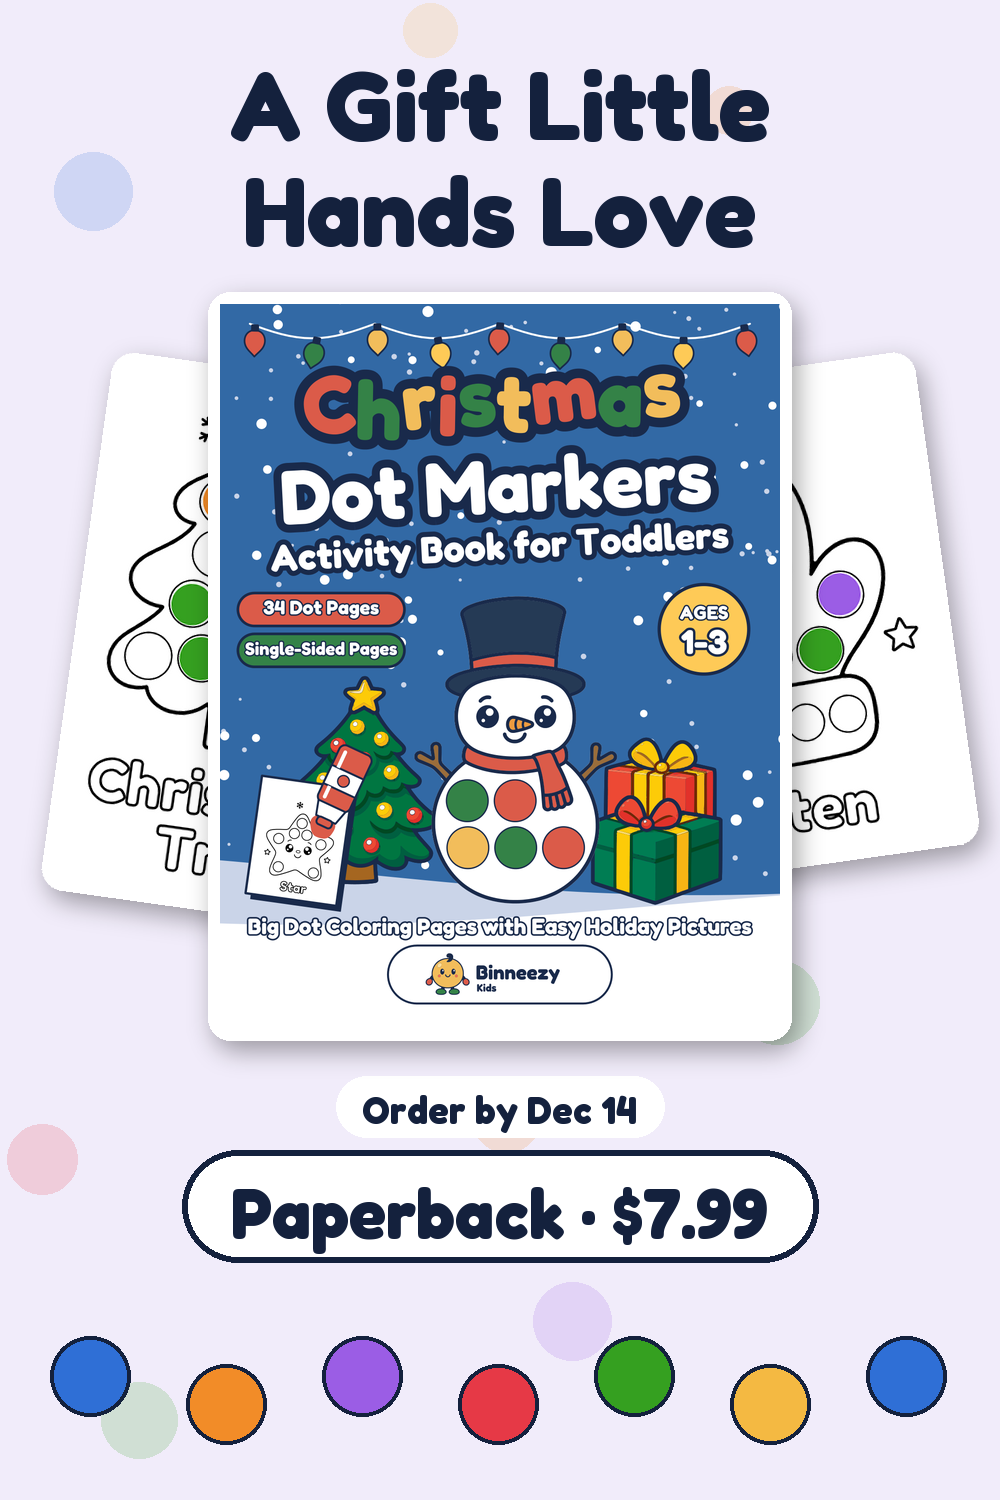 A Gift Little
Hands Love
Christmas
Dot Markers
Activity Book for Toddlers
34 Dot Pages
Single-Sided Pages
AGES
1-3
Star
Big Dot Coloring Pages with Easy Holiday Pictures
Binneezy
Kids
Order by Dec 14
Paperback · $7.99